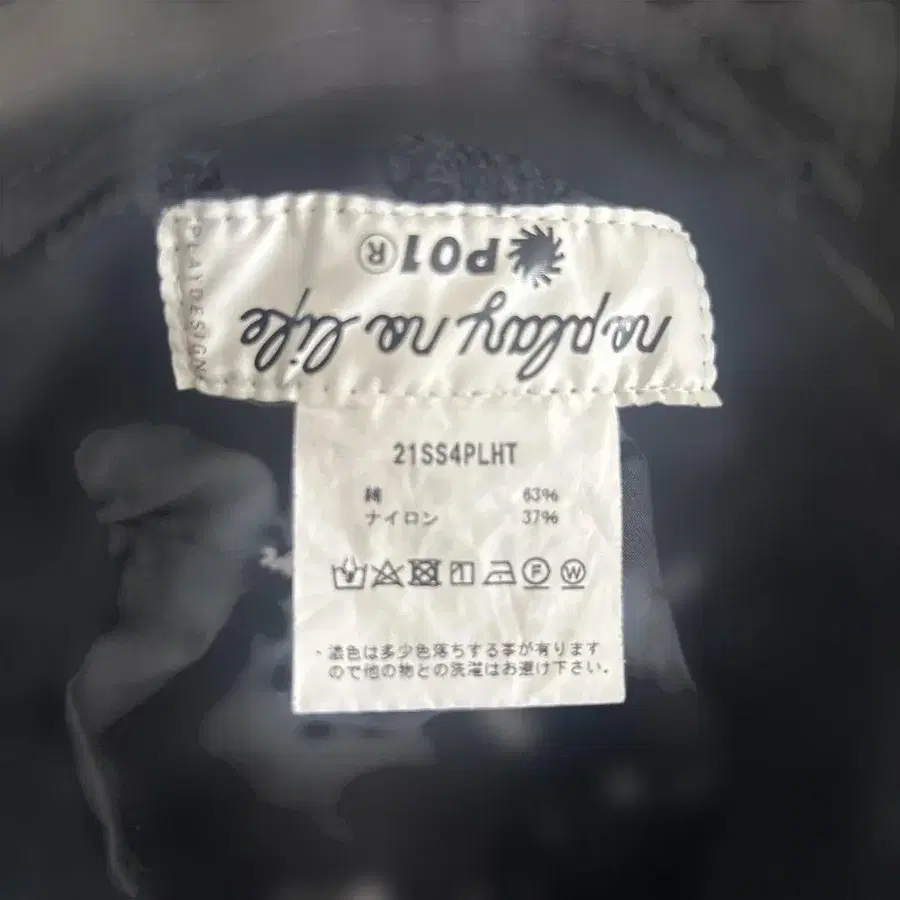 P01®
no play no life
PLAY DESIGN
21SS4PLHT
綿 63%
ナイロン 37%
F W
・濃色は多少色落ちする事が有ります
ので他の物との洗濯はお避け下さい。